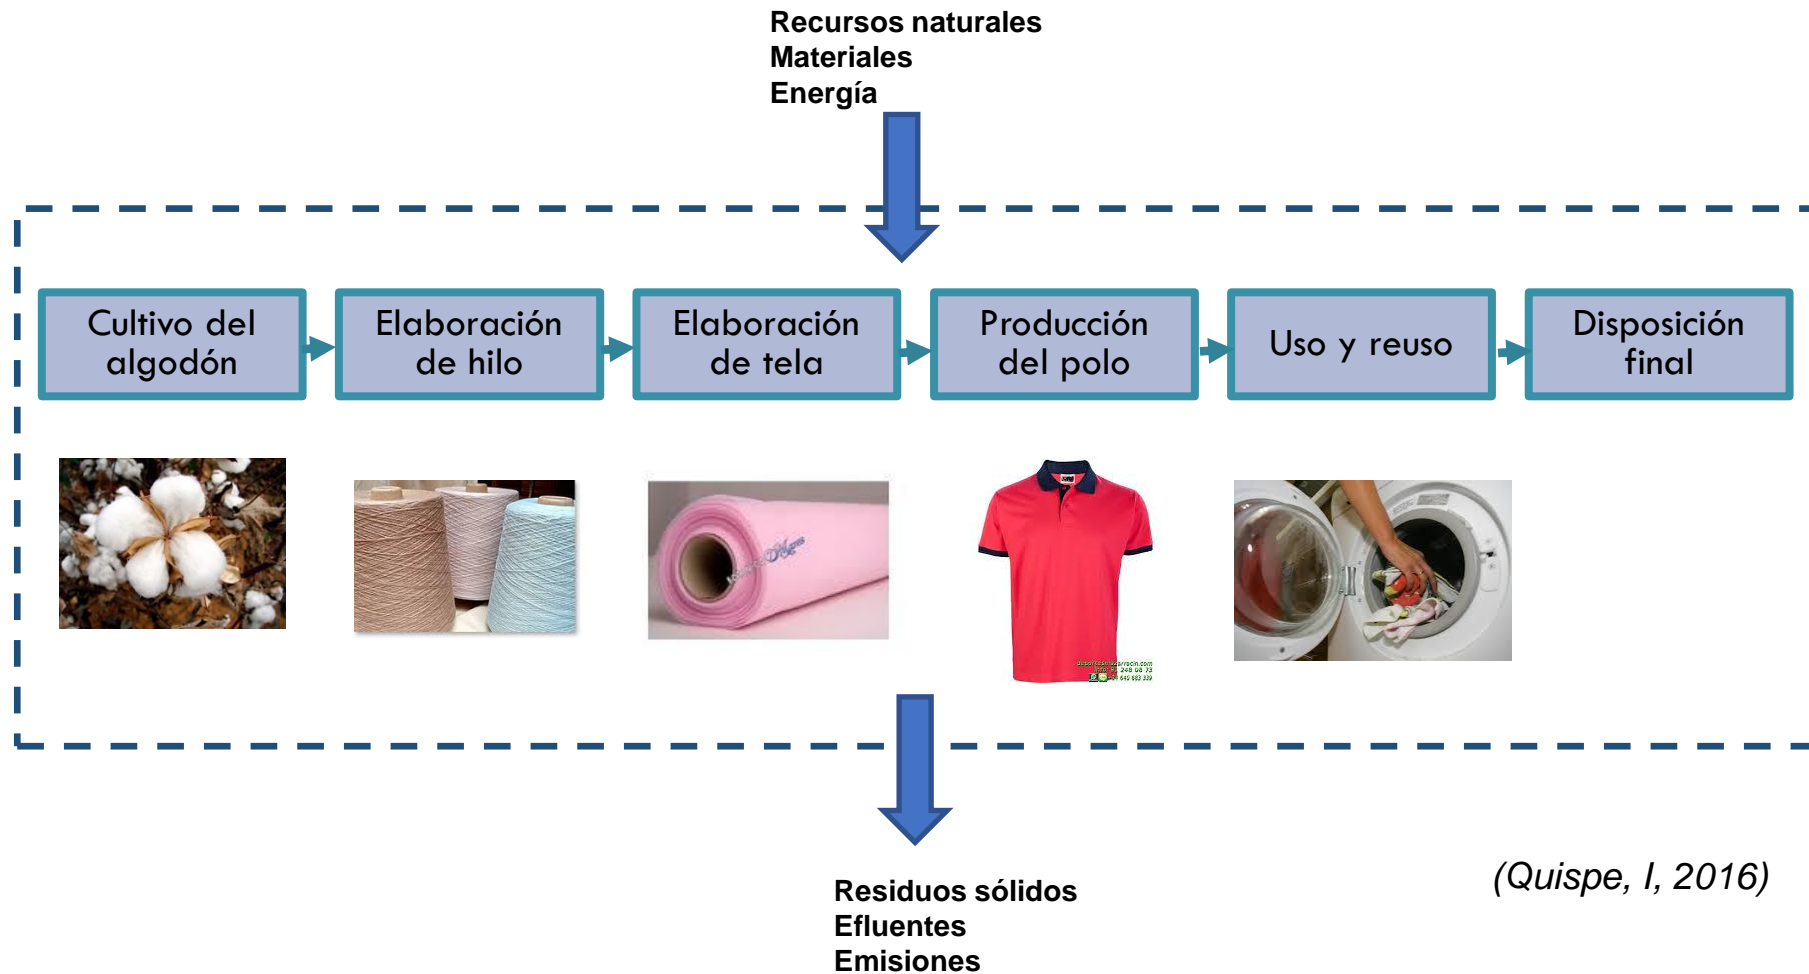 Recursos naturales
Materiales
Energía
Cultivo del
algodón
Elaboración
de hilo
Elaboración
de tela
Producción
del polo
Uso y reuso
Disposición
final
Residuos sólidos
Efluentes
Emisiones
(Quispe, I, 2016)